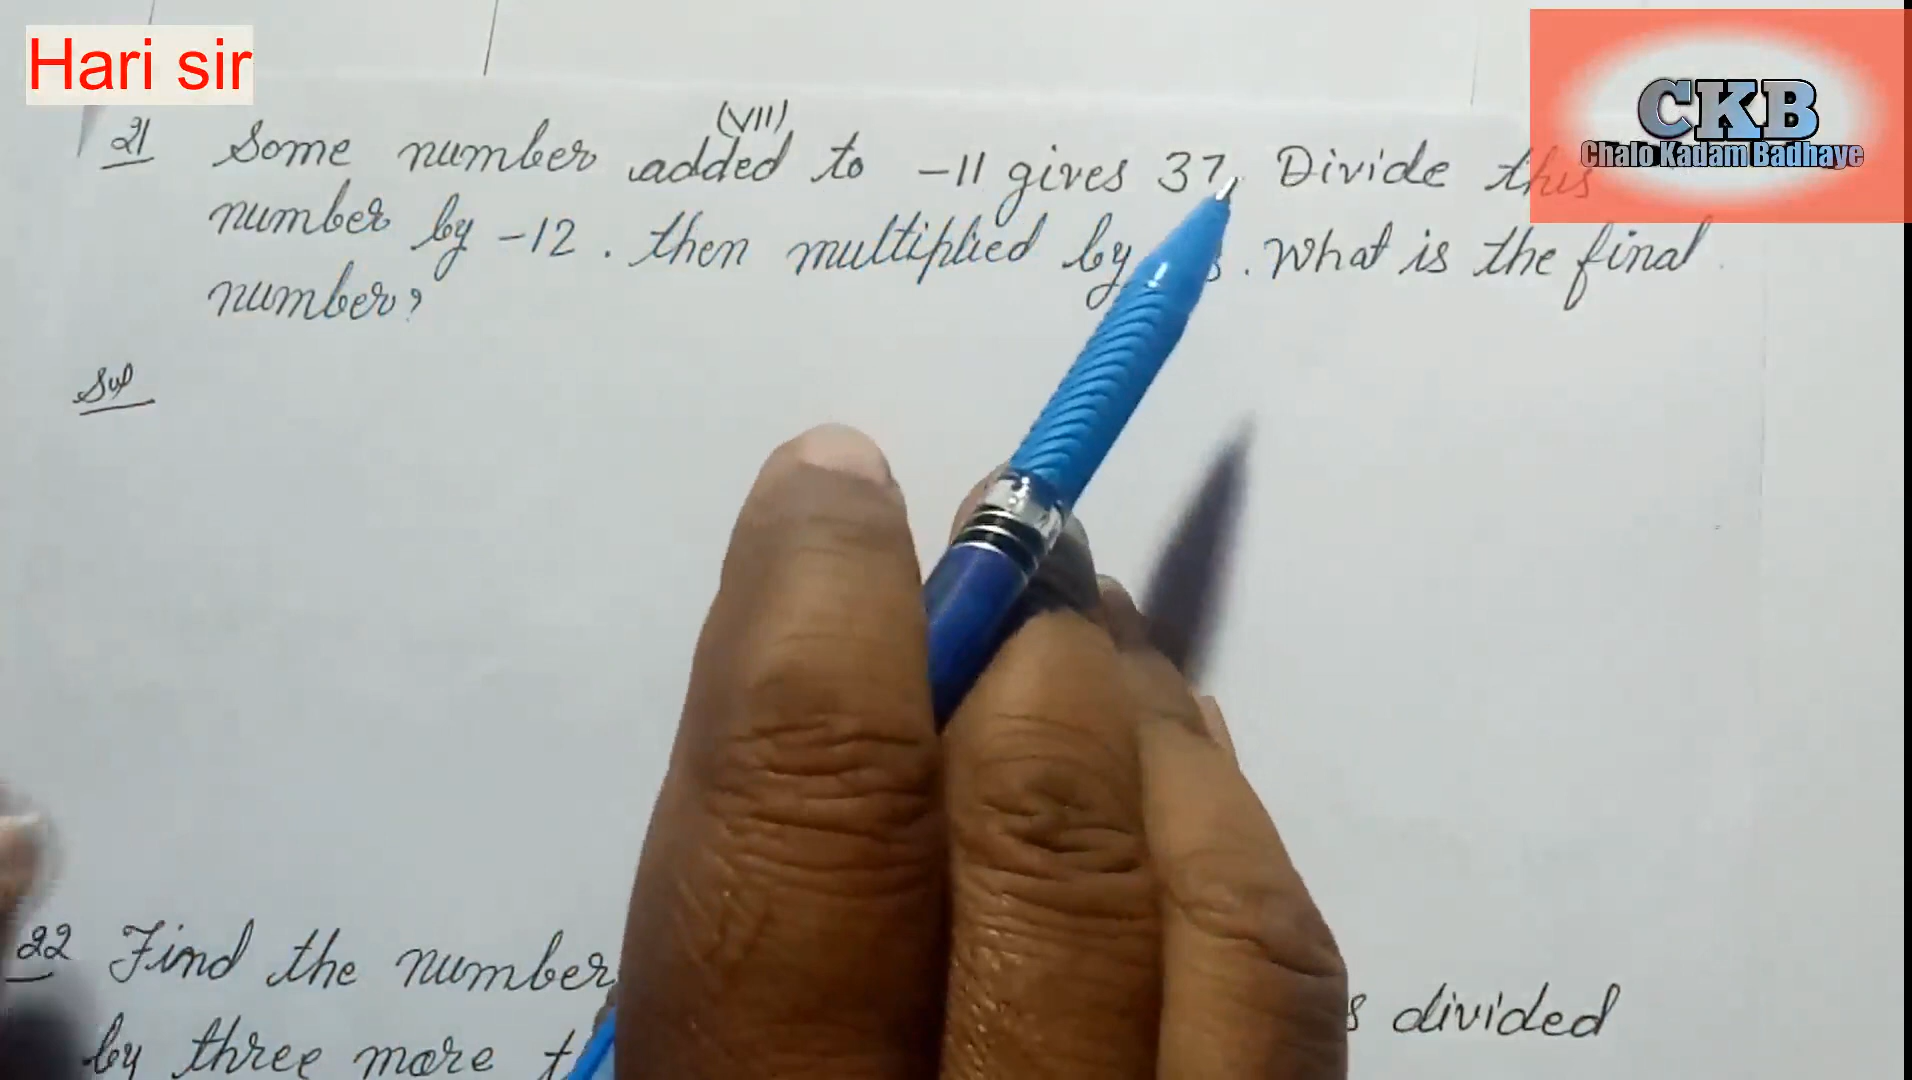 Hari sir
CKB
Chalo Kadam Badhaye
(VII)
21 Some number added to -11 gives 37. Divide this
number by -12. then multiplied by . What is the final
number?
Sol
22 Find the number divided
by three more